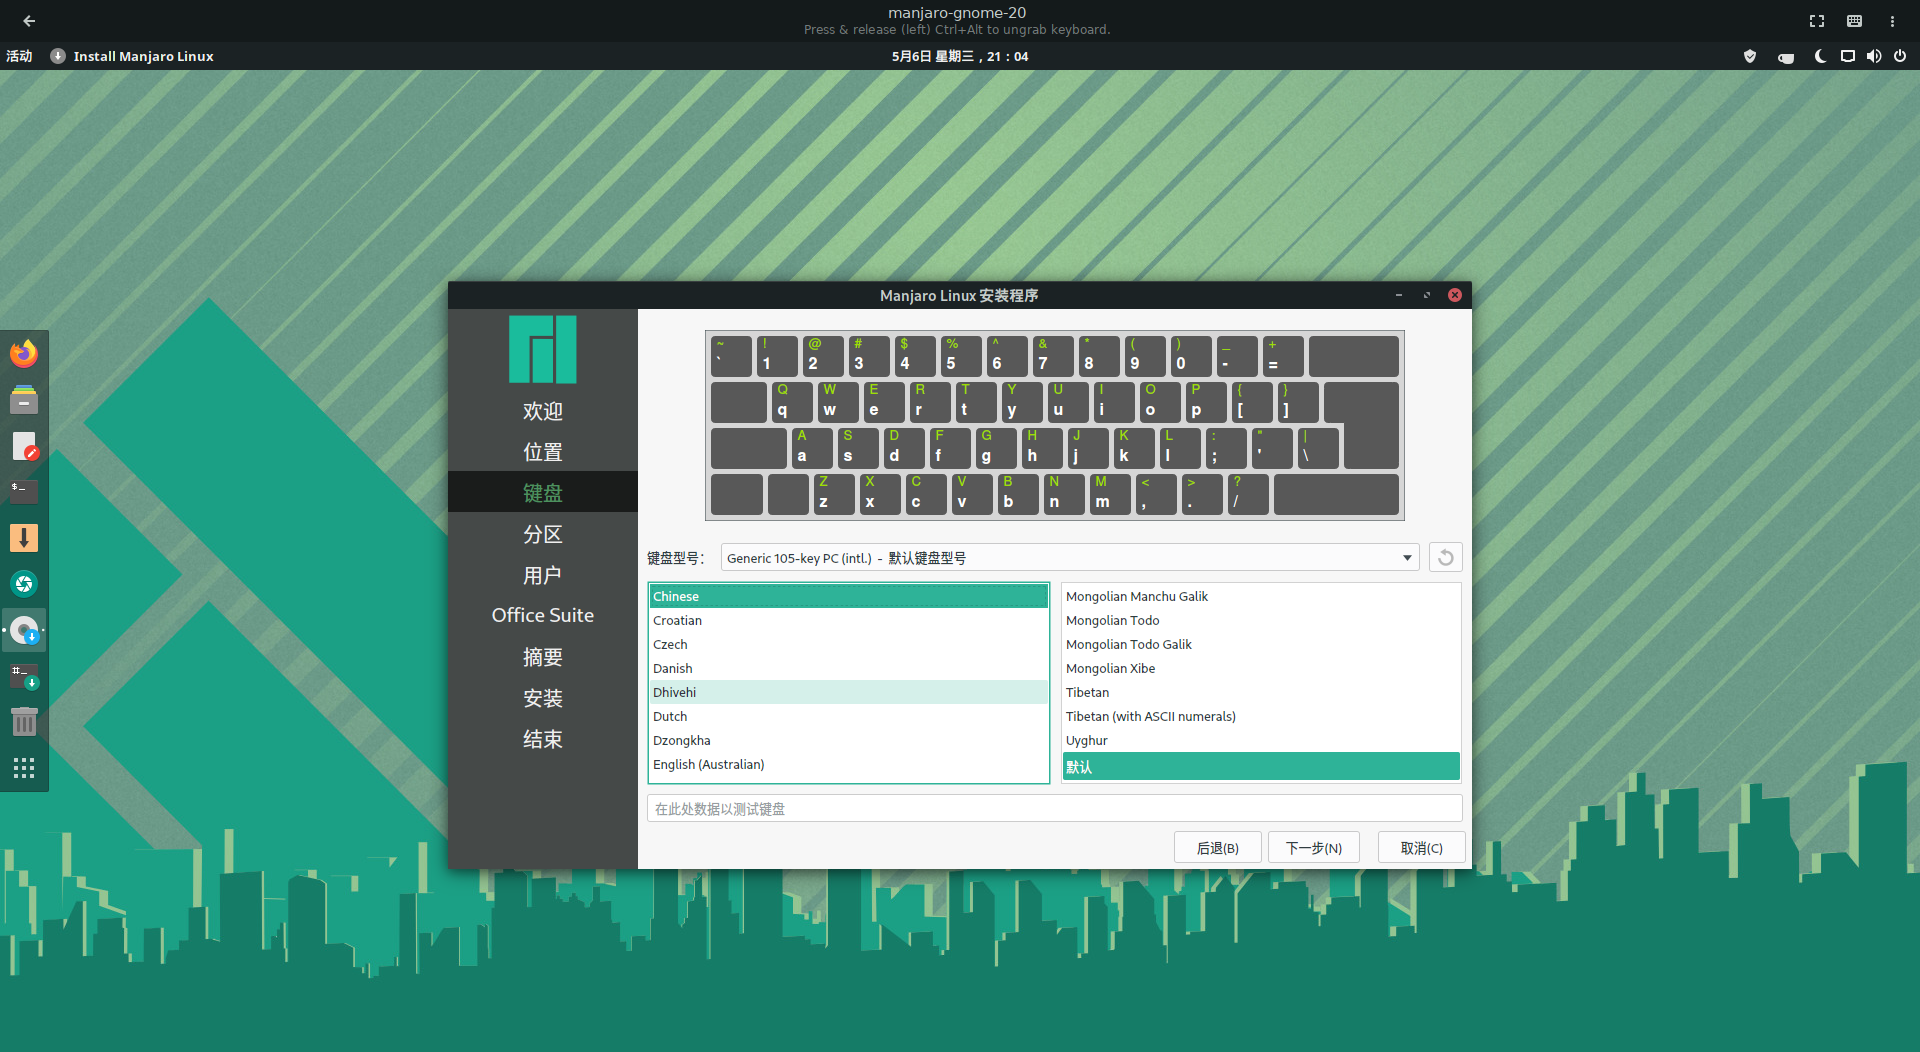 manjaro-gnome-20
Press & release (left) Ctrl+Alt to ungrab keyboard.
活动 Install Manjaro Linux 5月6日 星期三，21：04
Manjaro Linux 安装程序
欢迎
位置
键盘
分区
用户
Office Suite
摘要
安装
结束
~ ! @ # $ % ^ & * ( ) _ +
` 1 2 3 4 5 6 7 8 9 0 - =
Q W E R T Y U I O P { }
q w e r t y u i o p [ ]
A S D F G H J K L : " |
a s d f g h j k l ; ' \
Z X C V B N M < > ?
z x c v b n m , . /
键盘型号： Generic 105-key PC (intl.) - 默认键盘型号
Chinese
Croatian
Czech
Danish
Dhivehi
Dutch
Dzongkha
English (Australian)
Mongolian Manchu Galik
Mongolian Todo
Mongolian Todo Galik
Mongolian Xibe
Tibetan
Tibetan (with ASCII numerals)
Uyghur
默认
在此处数据以测试键盘
后退(B) 下一步(N) 取消(C)